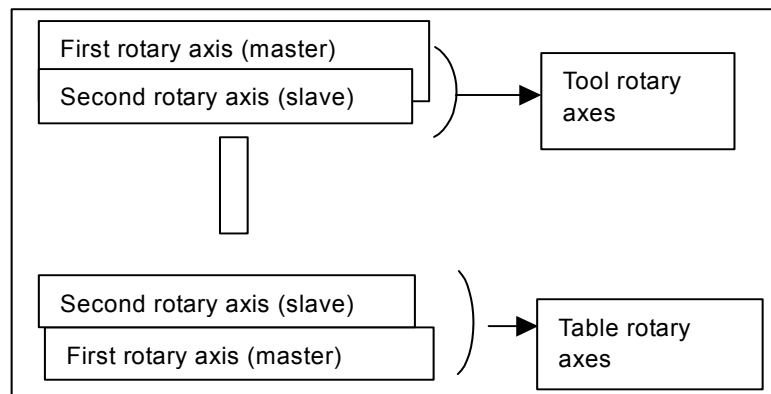 First rotary axis (master)
Second rotary axis (slave)
Tool rotary
axes
Second rotary axis (slave)
First rotary axis (master)
Table rotary
axes